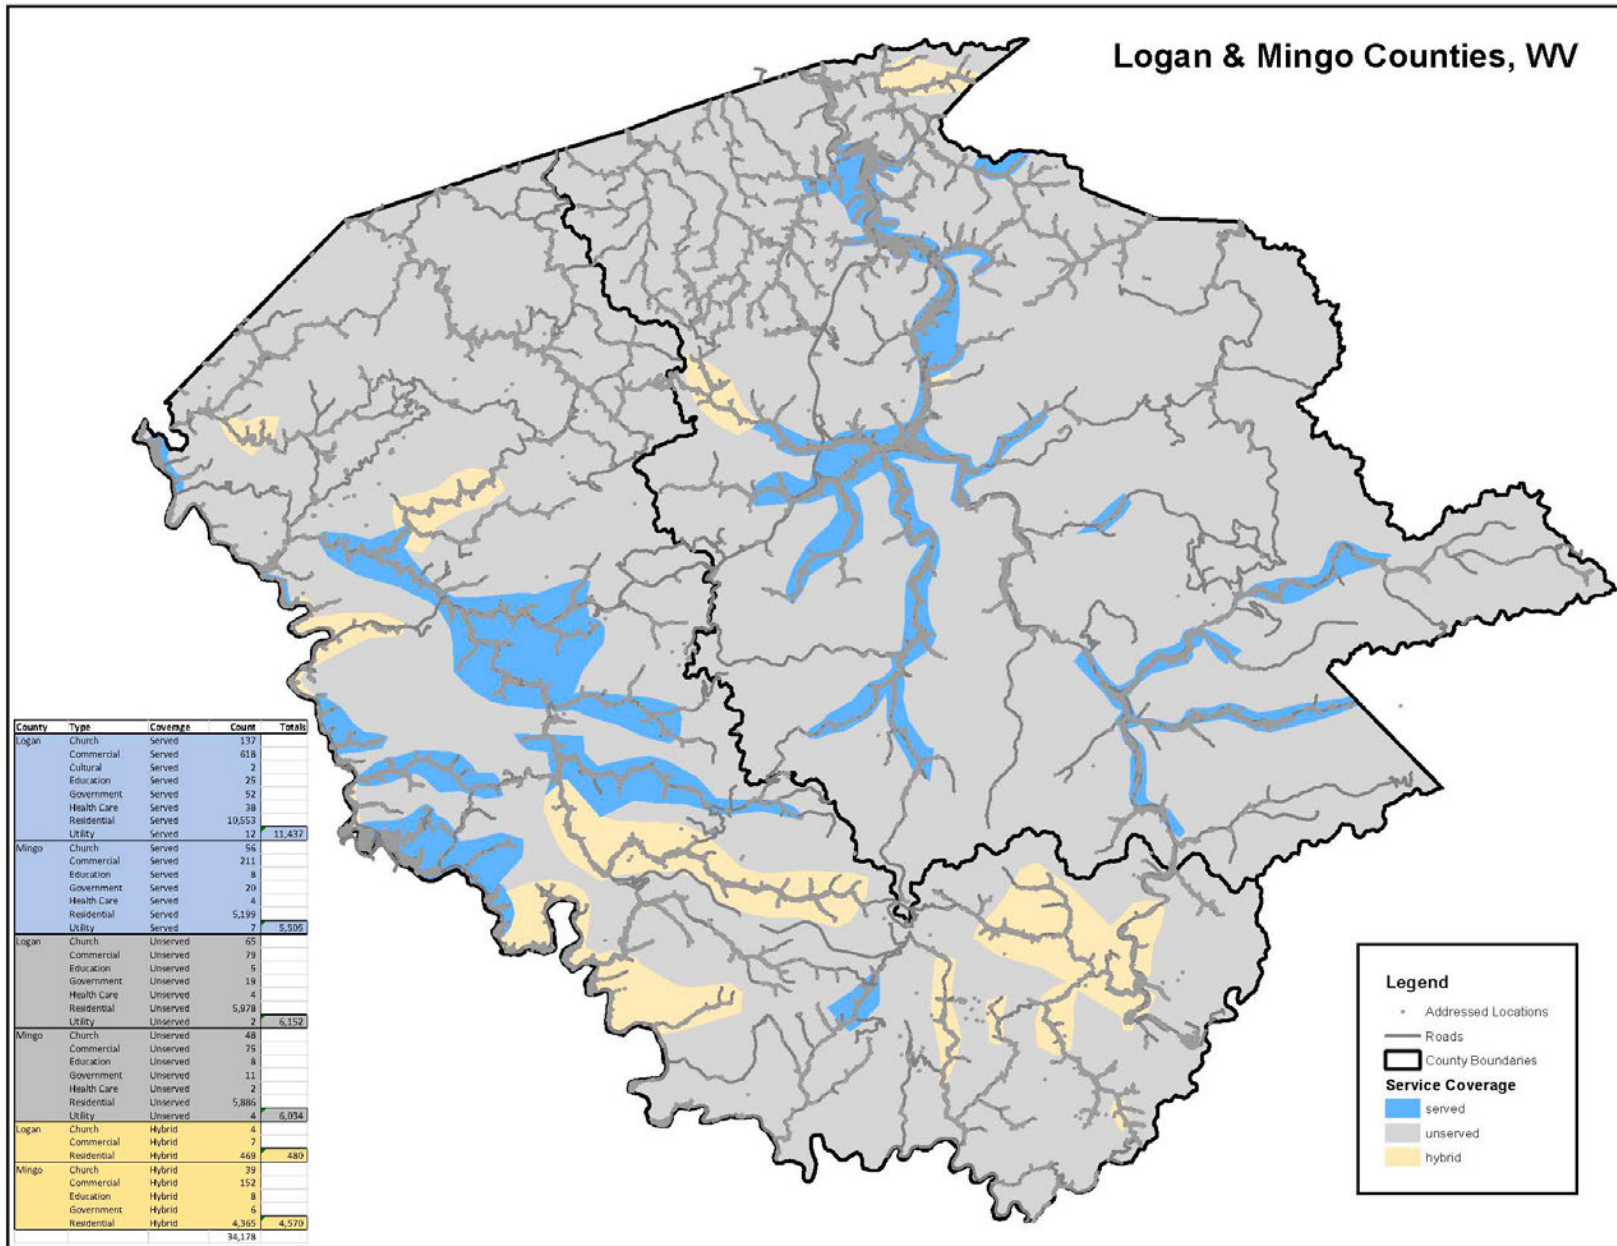 Logan & Mingo Counties, WV
County Type Coverage Count Totals
Logan Church Served 137
Commercial Served 618
Cultural Served 2
Education Served 25
Government Served 52
Health Care Served 38
Residential Served 10,553
Utility Served 12 11,437
Mingo Church Served 56
Commercial Served 211
Education Served 8
Government Served 20
Health Care Served 4
Residential Served 5,199
Utility Served 7 5,505
Logan Church Unserved 65
Commercial Unserved 79
Education Unserved 5
Government Unserved 19
Health Care Unserved 4
Residential Unserved 5,978
Utility Unserved 2 6,152
Mingo Church Unserved 48
Commercial Unserved 75
Education Unserved 8
Government Unserved 11
Health Care Unserved 2
Residential Unserved 5,886
Utility Unserved 4 6,034
Logan Church Hybrid 4
Commercial Hybrid 7
Residential Hybrid 469 480
Mingo Church Hybrid 39
Commercial Hybrid 152
Education Hybrid 8
Government Hybrid 6
Residential Hybrid 4,365 4,570
34,178
Legend
Addressed Locations
Roads
County Boundaries
Service Coverage
served
unserved
hybrid